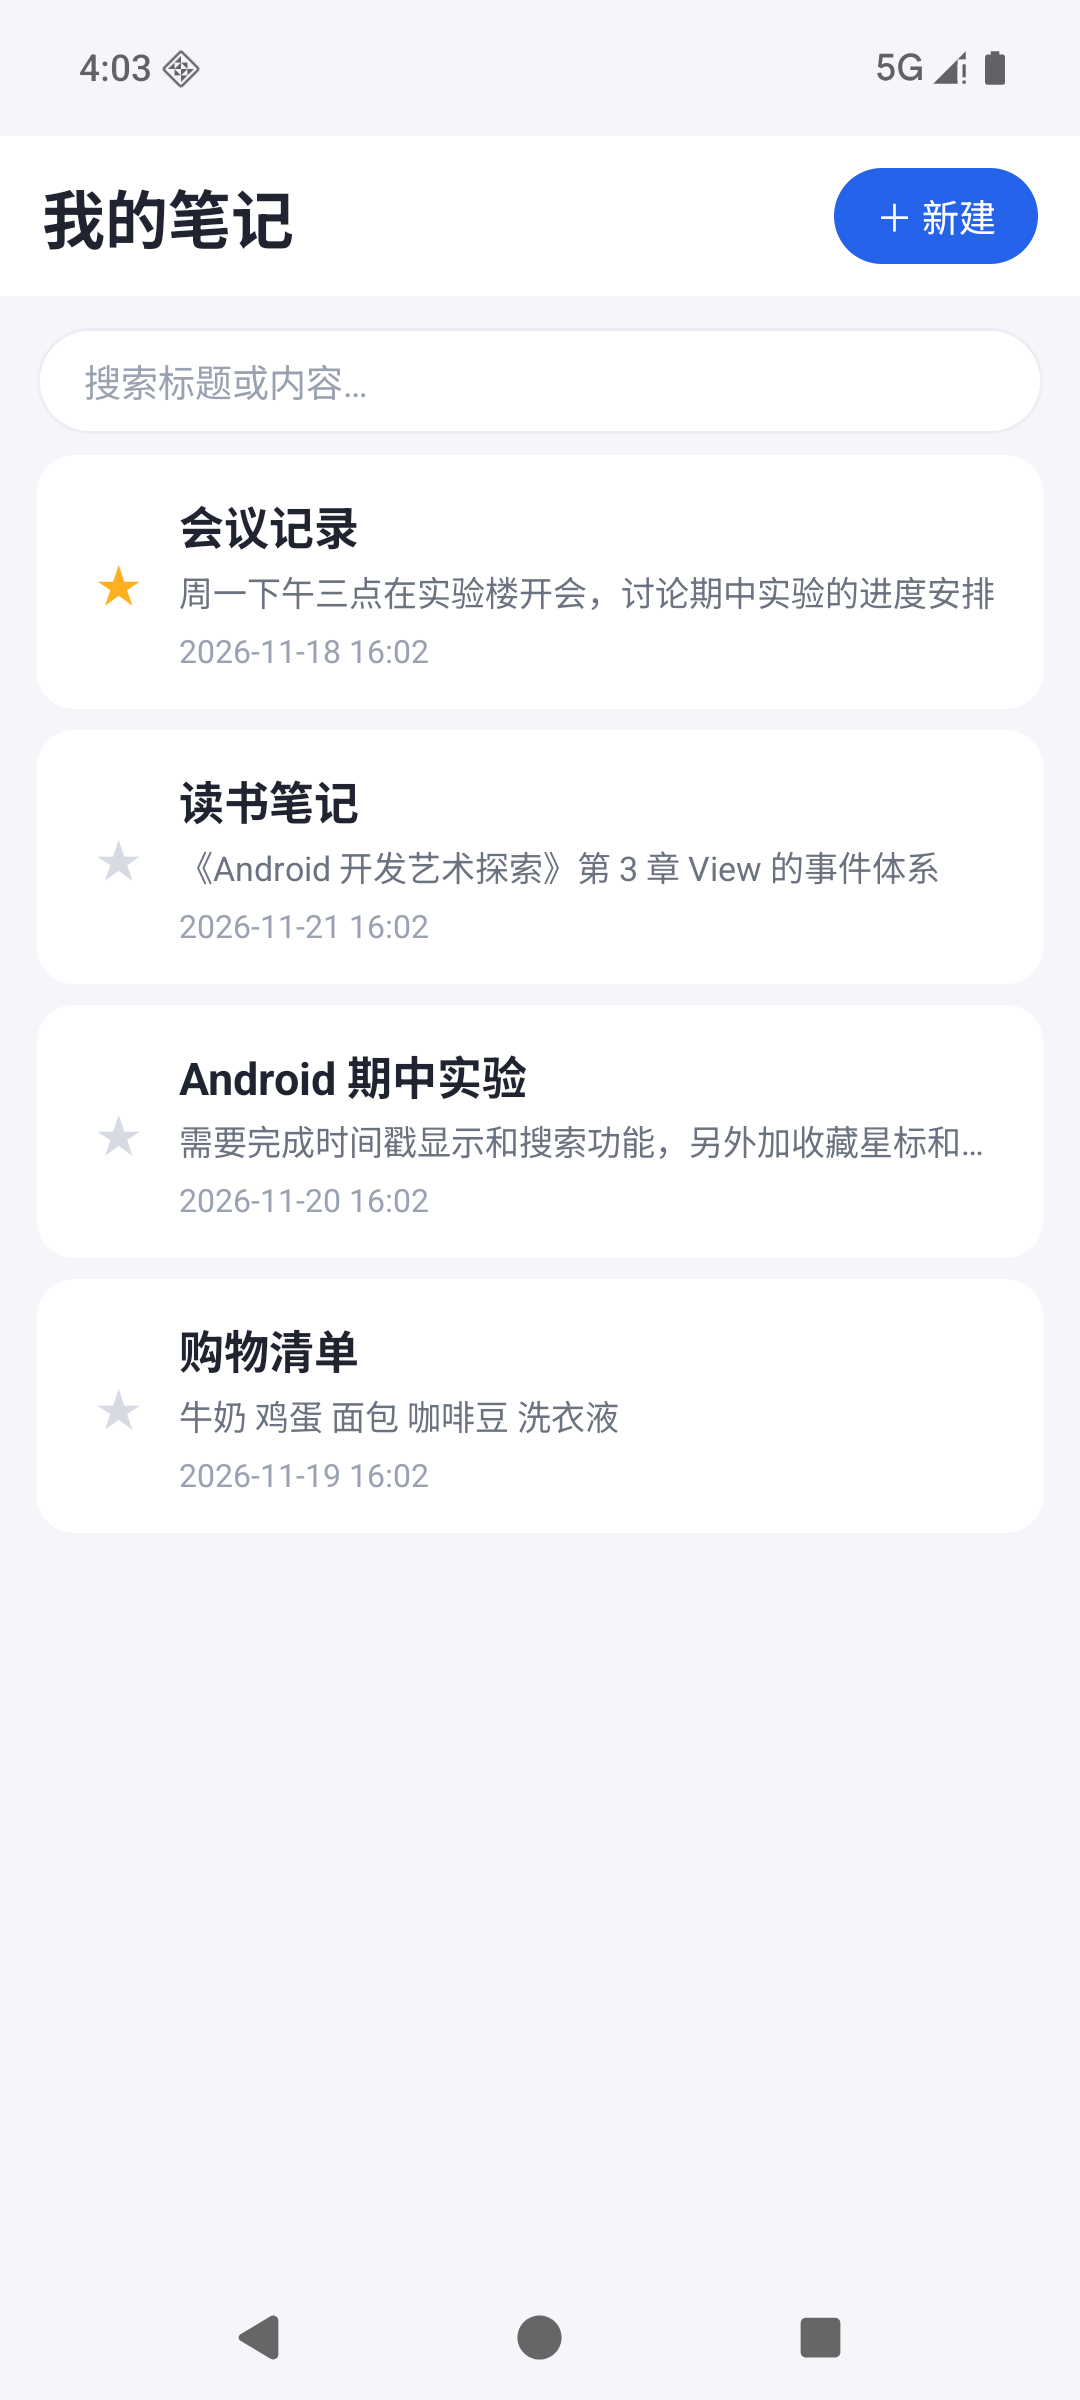 4:03
5G
我的笔记
＋ 新建
搜索标题或内容…
会议记录
周一下午三点在实验楼开会，讨论期中实验的进度安排
2026-11-18 16:02
读书笔记
《Android 开发艺术探索》第 3 章 View 的事件体系
2026-11-21 16:02
Android 期中实验
需要完成时间戳显示和搜索功能，另外加收藏星标和…
2026-11-20 16:02
购物清单
牛奶 鸡蛋 面包 咖啡豆 洗衣液
2026-11-19 16:02